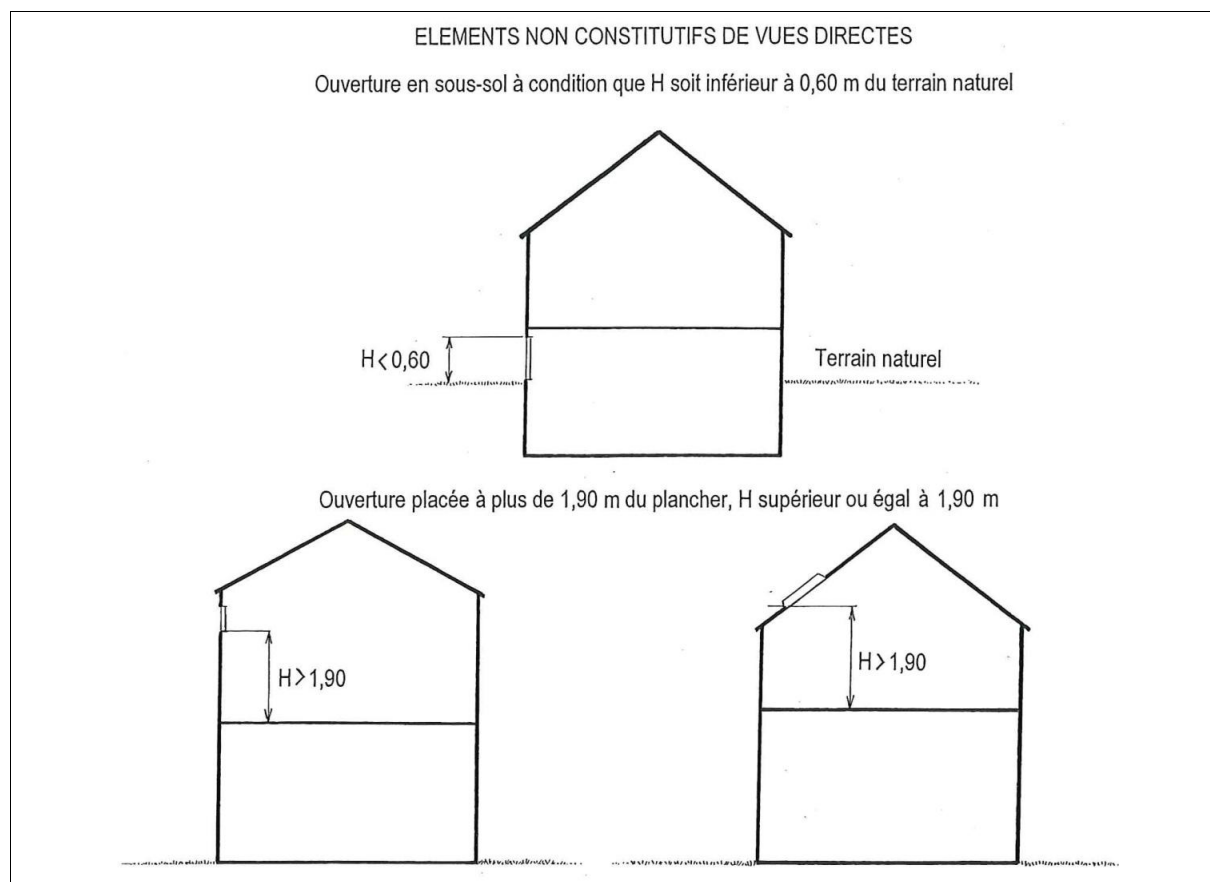 ELEMENTS NON CONSTITUTIFS DE VUES DIRECTES
Ouverture en sous-sol à condition que H soit inférieur à 0,60 m du terrain naturel
H<0,60
Terrain naturel
Ouverture placée à plus de 1,90 m du plancher, H supérieur ou égal à 1,90 m
H>1,90
H>1,90